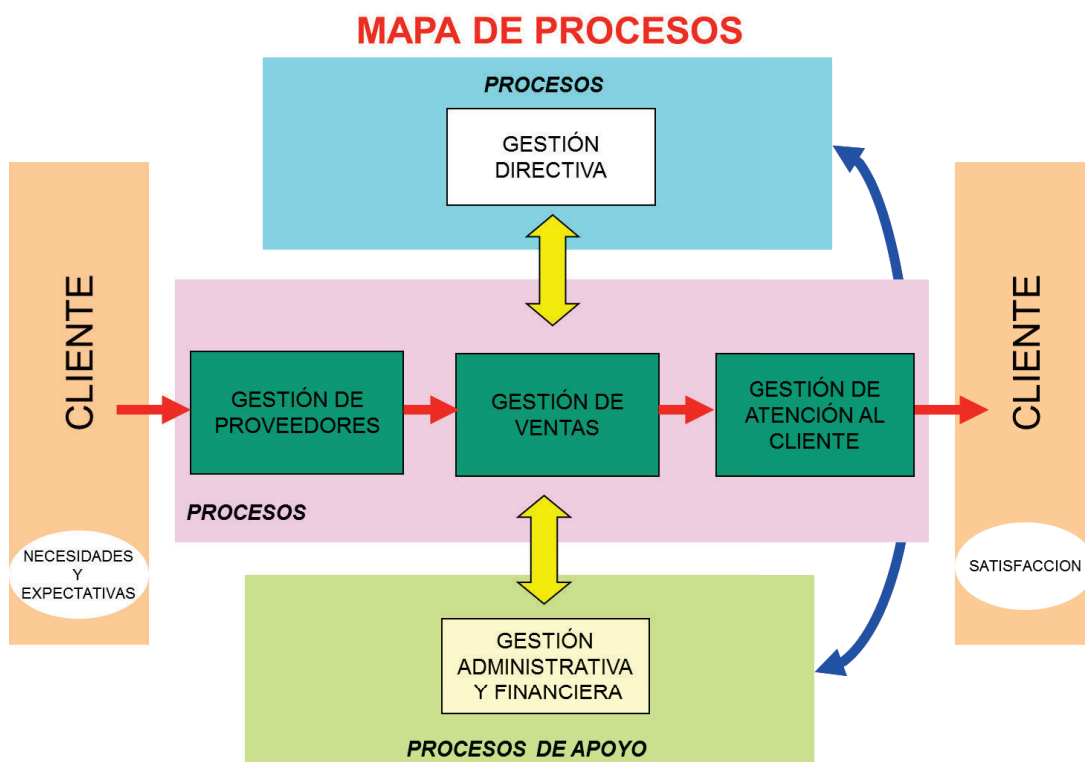 MAPA DE PROCESOS
PROCESOS
GESTIÓN
DIRECTIVA
CLIENTE
NECESIDADES
Y
EXPECTATIVAS
GESTIÓN DE
PROVEEDORES
GESTIÓN DE
VENTAS
GESTIÓN DE
ATENCIÓN AL
CLIENTE
PROCESOS
CLIENTE
SATISFACCION
GESTIÓN
ADMINISTRATIVA
Y FINANCIERA
PROCESOS DE APOYO